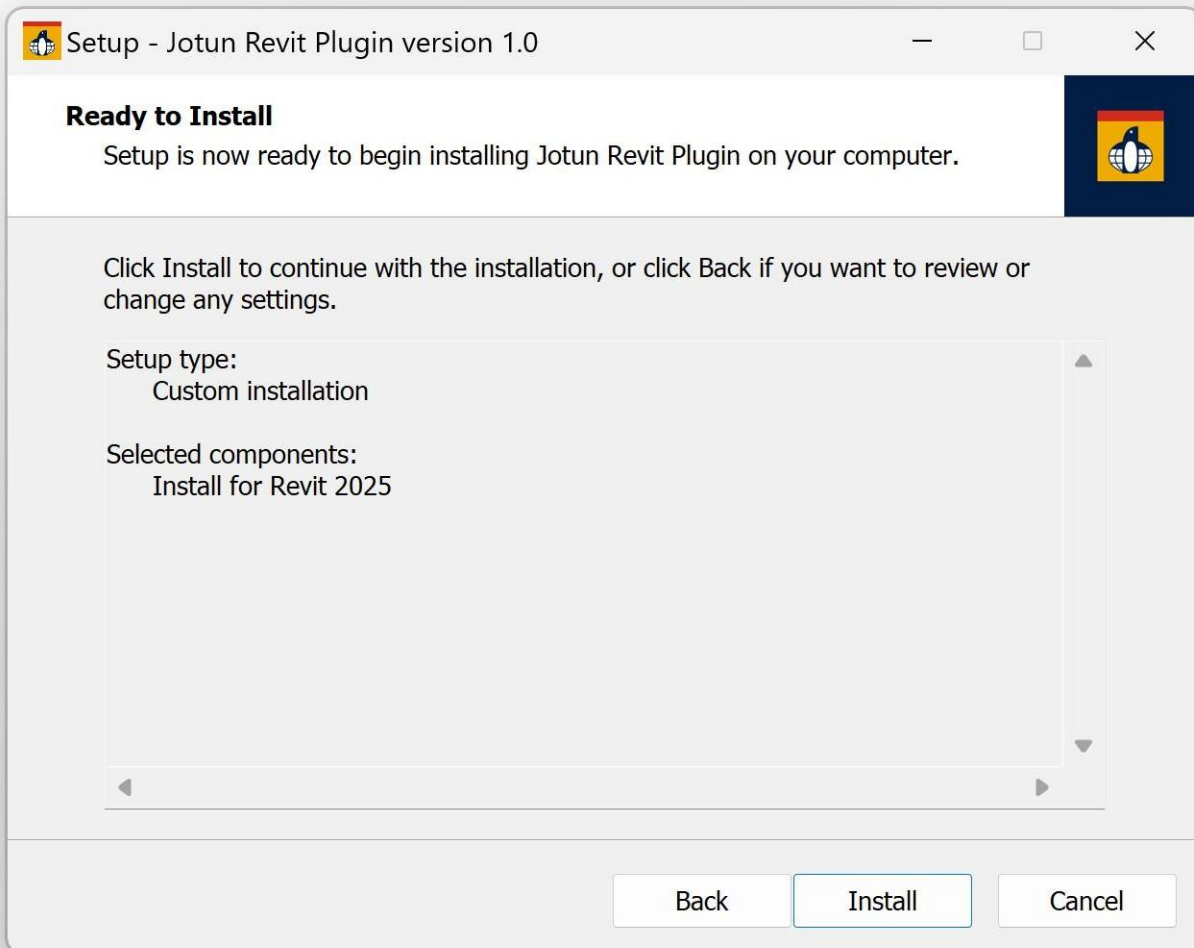 Setup - Jotun Revit Plugin version 1.0
Ready to Install
Setup is now ready to begin installing Jotun Revit Plugin on your computer.
Click Install to continue with the installation, or click Back if you want to review or
change any settings.
Setup type:
Custom installation
Selected components:
Install for Revit 2025
Back
Install
Cancel